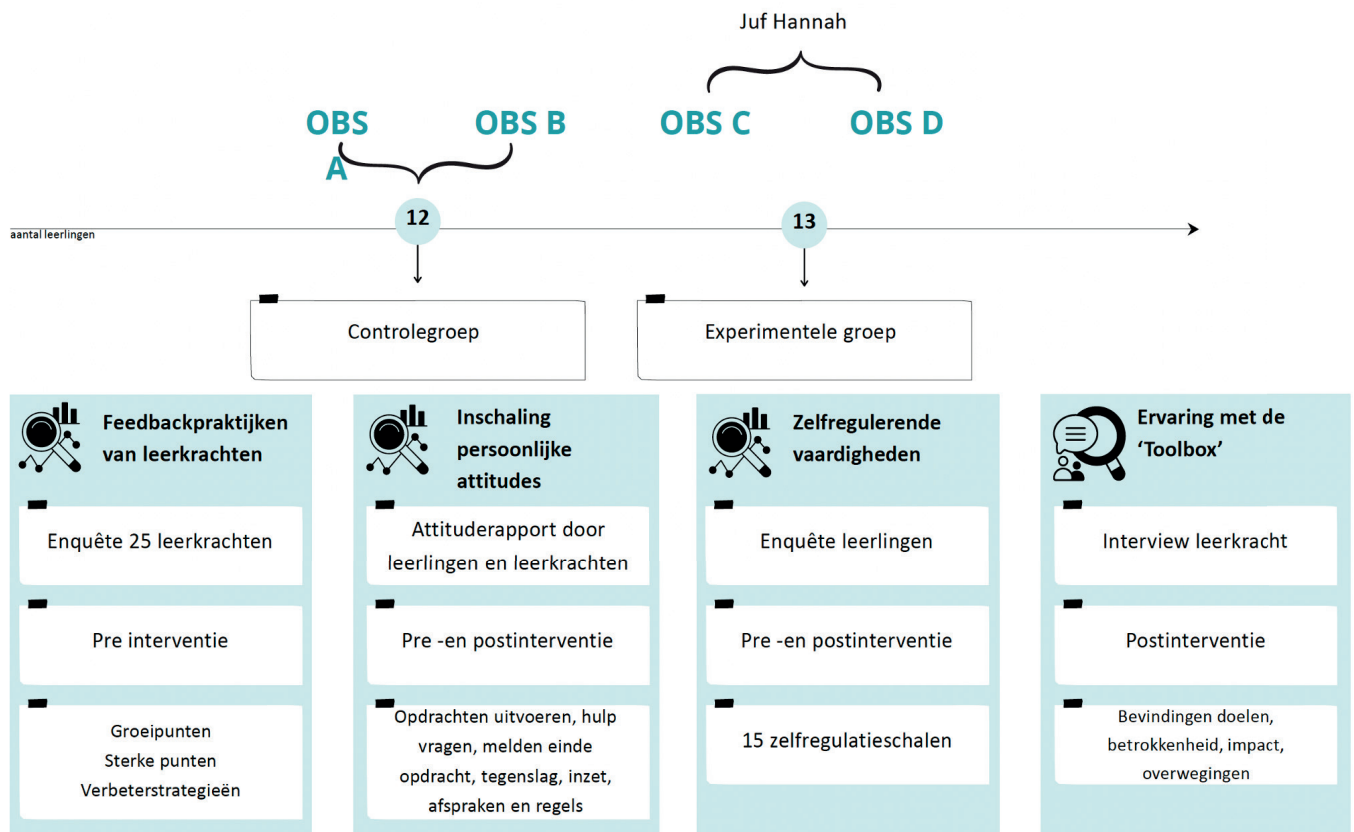 Juf Hannah
OBS A
OBS B
OBS C
OBS D
12
13
aantal leerlingen
Controlegroep
Experimentele groep
Feedbackpraktijken
van leerkrachten
Enquête 25 leerkrachten
Pre interventie
Groeipunten
Sterke punten
Verbeterstrategieën
Inschaling
persoonlijke
attitudes
Attituderapport door
leerlingen en leerkrachten
Pre -en postinterventie
Opdrachten uitvoeren, hulp
vragen, melden einde
opdracht, tegenslag, inzet,
afspraken en regels
Zelfregulerende
vaardigheden
Enquête leerlingen
Pre -en postinterventie
15 zelfregulatieschalen
Ervaring met de
‘Toolbox’
Interview leerkracht
Postinterventie
Bevindingen doelen,
betrokkenheid, impact,
overwegingen